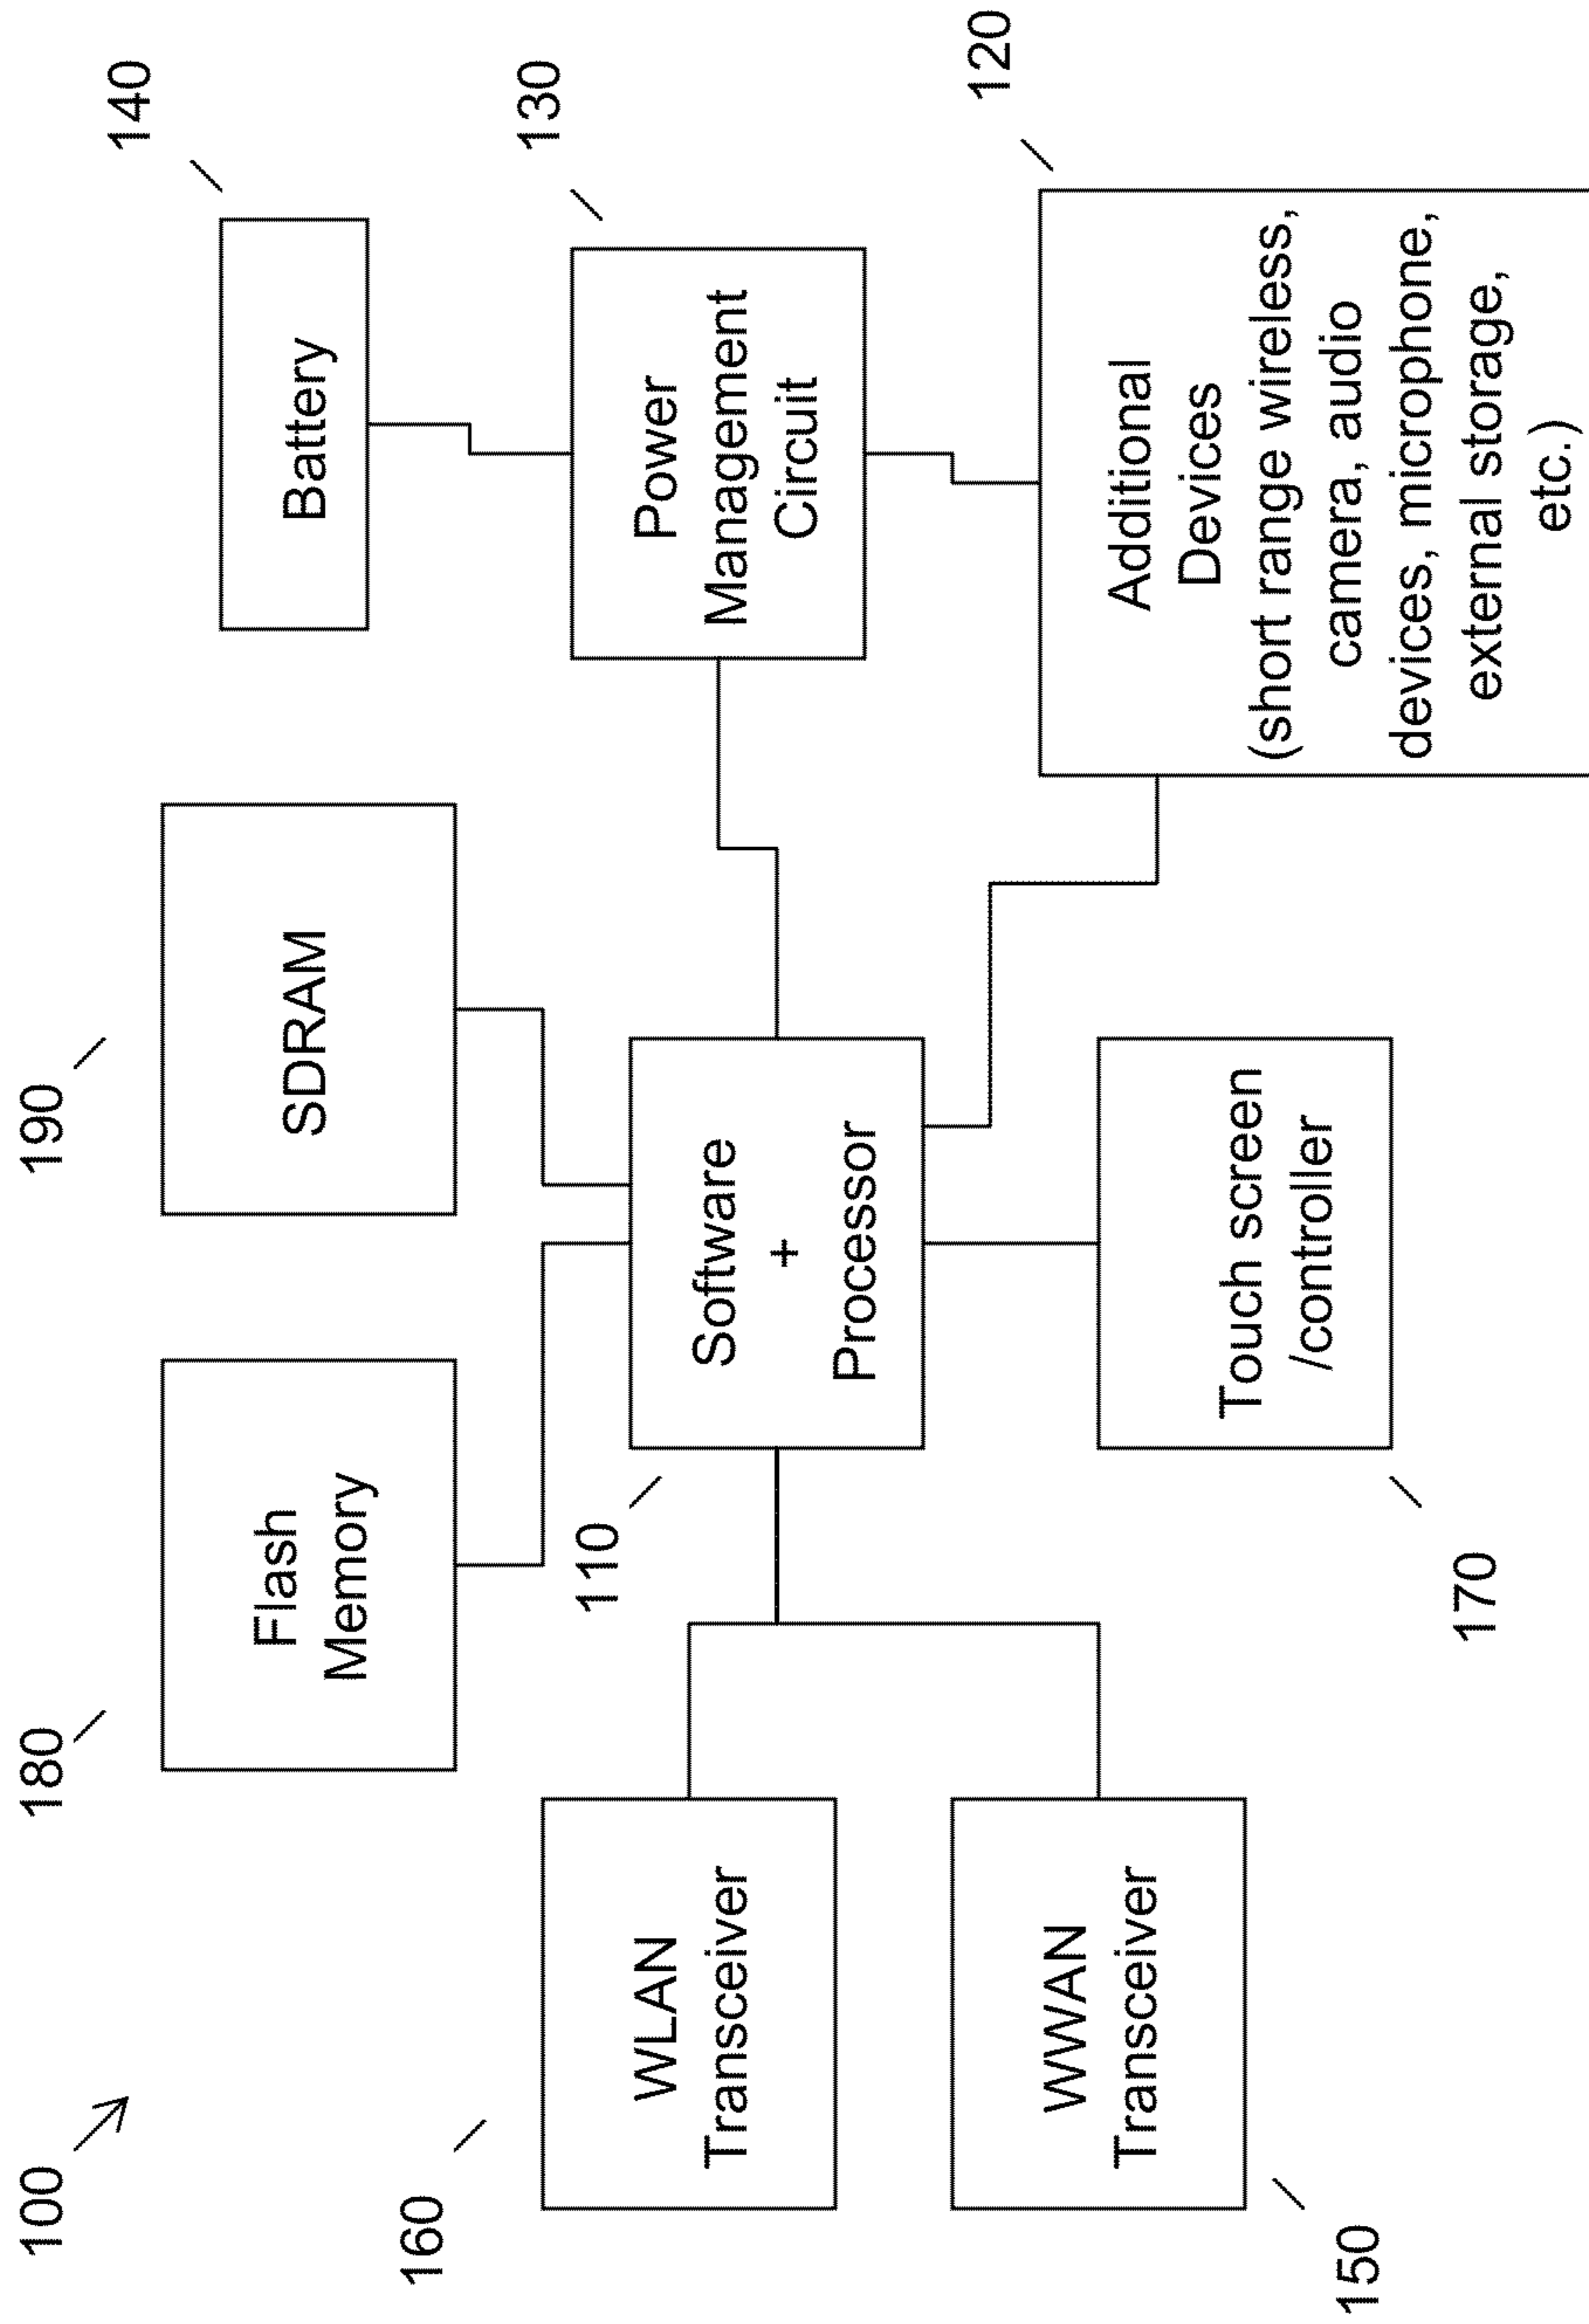 100
180
190
140
Flash
Memory
SDRAM
Battery
160
110
130
WLAN
Transceiver
Software
+
Processor
Power
Management
Circuit
120
WWAN
Transceiver
Touch screen
/controller
Additional
Devices
(short range wireless,
camera, audio
devices, microphone,
external storage,
etc.)
150
170